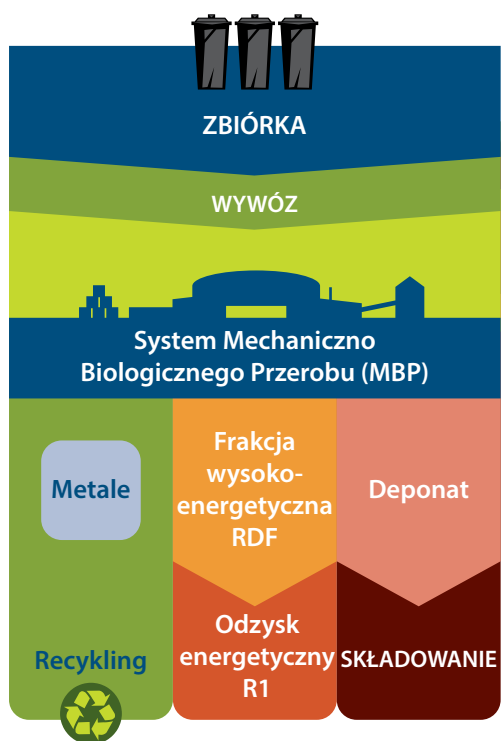 ZBIÓRKA
WYWÓZ
System Mechaniczno
Biologicznego Przerobu (MBP)
Metale
Recykling
Frakcja
wysoko-
energetyczna
RDF
Odzysk
energetyczny
R1
Deponat
SKŁADOWANIE